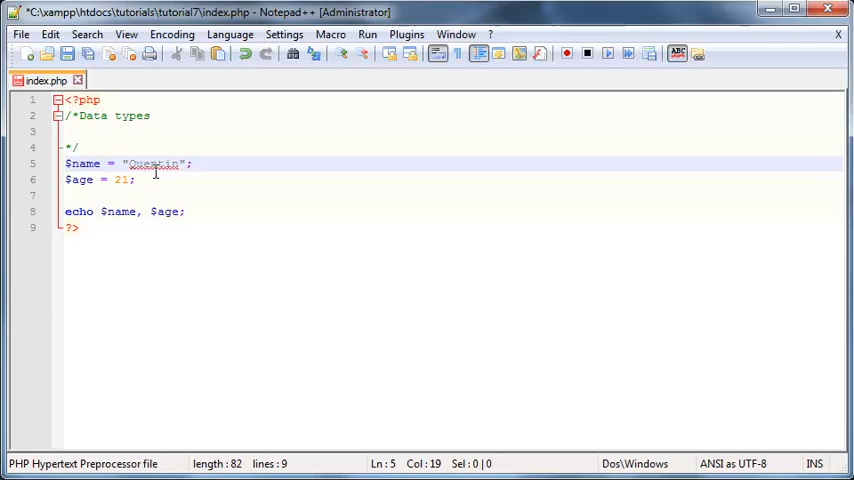 *C:\xampp\htdocs\tutorials\tutorial7\index.php - Notepad++ [Administrator]
File Edit Search View Encoding Language Settings Macro Run Plugins Window ? X
ABC
index.php
1 <?php
2 /*Data types
3
4 */
5 $name = "Quentin";
6 $age = 21;
7
8 echo $name, $age;
9 ?>
PHP Hypertext Preprocessor file length : 82 lines : 9 Ln : 5 Col : 19 Sel : 0 | 0 Dos\Windows ANSI as UTF-8 INS